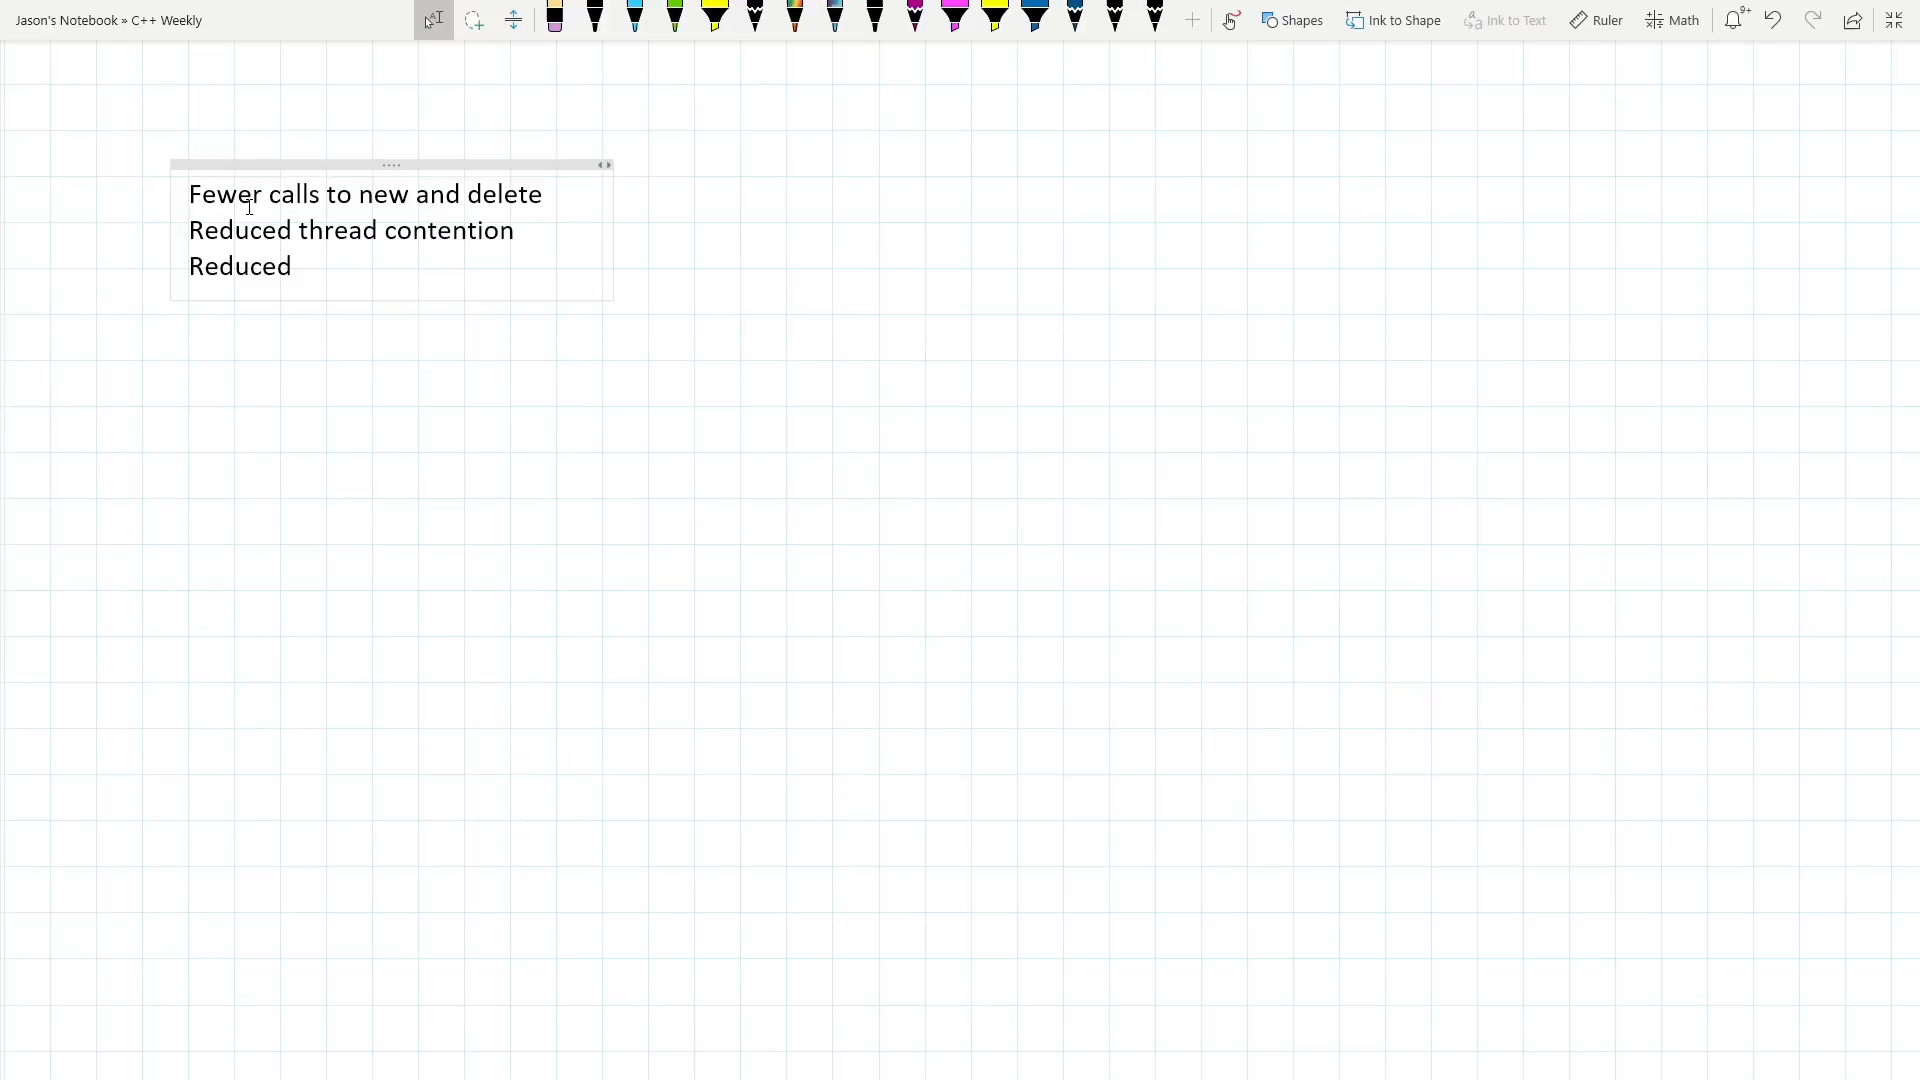 Jason's Notebook » C++ Weekly
Shapes
Ink to Shape
Ink to Text
Ruler
Math
9+
Fewer calls to new and delete
Reduced thread contention
Reduced